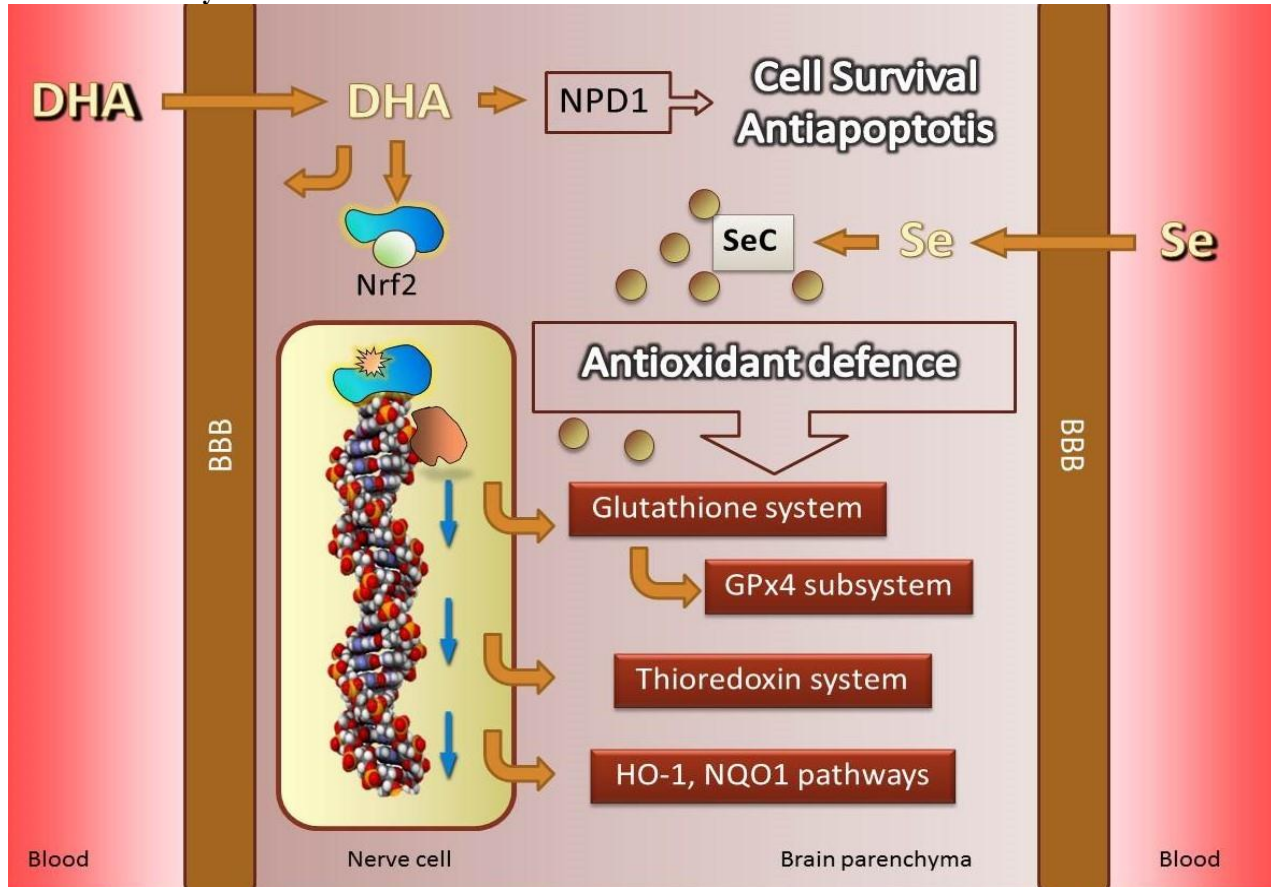 DHA
DHA
NPD1
Cell Survival
Antiapoptotis
Nrf2
SeC
Se
Se
Antioxidant defence
BBB
BBB
Glutathione system
GPx4 subsystem
Thioredoxin system
HO-1, NQO1 pathways
Blood
Nerve cell
Brain parenchyma
Blood